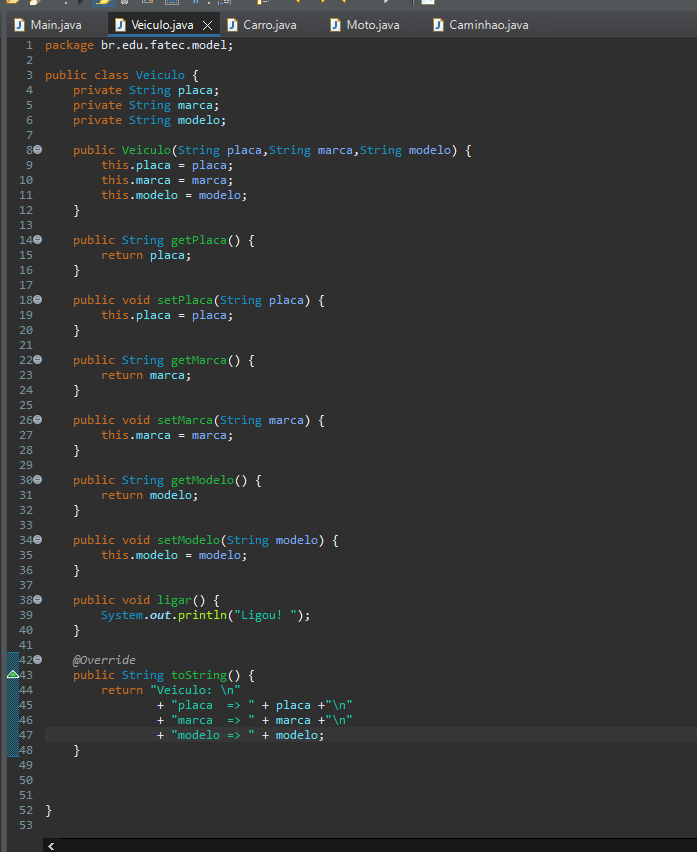 Main.java
Veiculo.java
Carro.java
Moto.java
Caminhao.java
1 package br.edu.fatec.model;
2
3 public class Veiculo {
4     private String placa;
5     private String marca;
6     private String modelo;
7
8     public Veiculo(String placa,String marca,String modelo) {
9         this.placa = placa;
10         this.marca = marca;
11         this.modelo = modelo;
12     }
13
14     public String getPlaca() {
15         return placa;
16     }
17
18     public void setPlaca(String placa) {
19         this.placa = placa;
20     }
21
22     public String getMarca() {
23         return marca;
24     }
25
26     public void setMarca(String marca) {
27         this.marca = marca;
28     }
29
30     public String getModelo() {
31         return modelo;
32     }
33
34     public void setModelo(String modelo) {
35         this.modelo = modelo;
36     }
37
38     public void ligar() {
39         System.out.println("Ligou! ");
40     }
41
42     @Override
43     public String toString() {
44         return "Veiculo: \n"
45                 + "placa  => " + placa +"\n"
46                 + "marca  => " + marca +"\n"
47                 + "modelo => " + modelo;
48     }
49
50
51
52 }
53